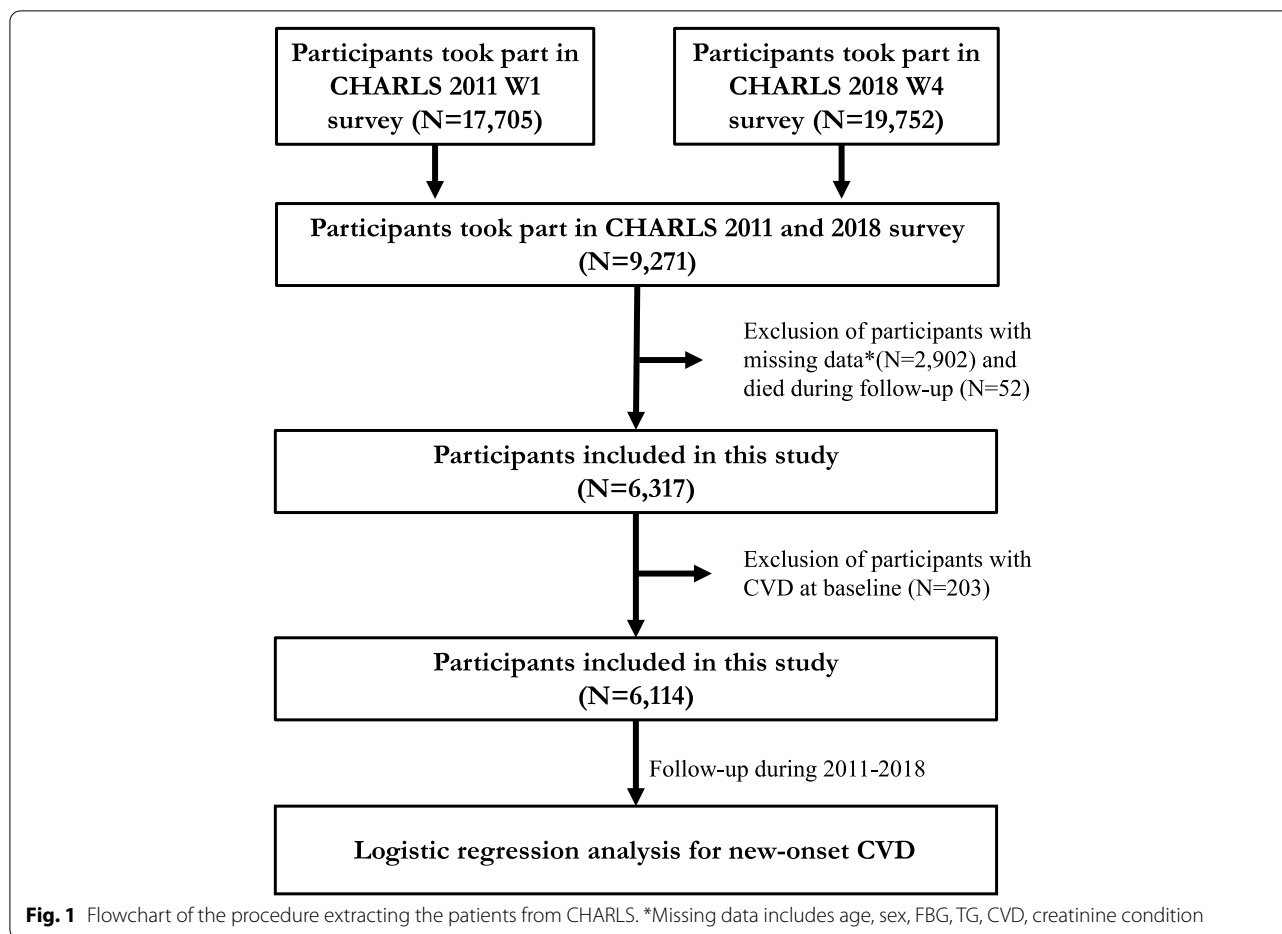 Participants took part in
CHARLS 2011 W1
survey (N=17,705)
Participants took part in
CHARLS 2018 W4
survey (N=19,752)
Participants took part in CHARLS 2011 and 2018 survey
(N=9,271)
Exclusion of participants with
missing data*(N=2,902) and
died during follow-up (N=52)
Participants included in this study
(N=6,317)
Exclusion of participants with
CVD at baseline (N=203)
Participants included in this study
(N=6,114)
Follow-up during 2011-2018
Logistic regression analysis for new-onset CVD
Fig. 1 Flowchart of the procedure extracting the patients from CHARLS. *Missing data includes age, sex, FBG, TG, CVD, creatinine condition